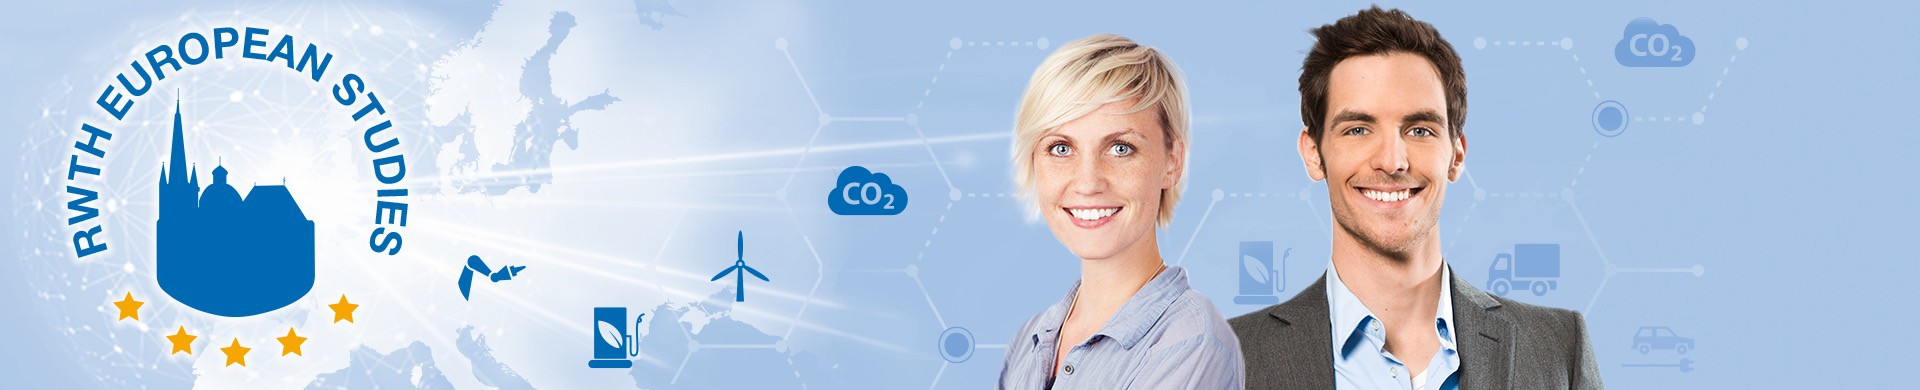 RWTH EUROPEAN STUDIES
CO₂
CO₂